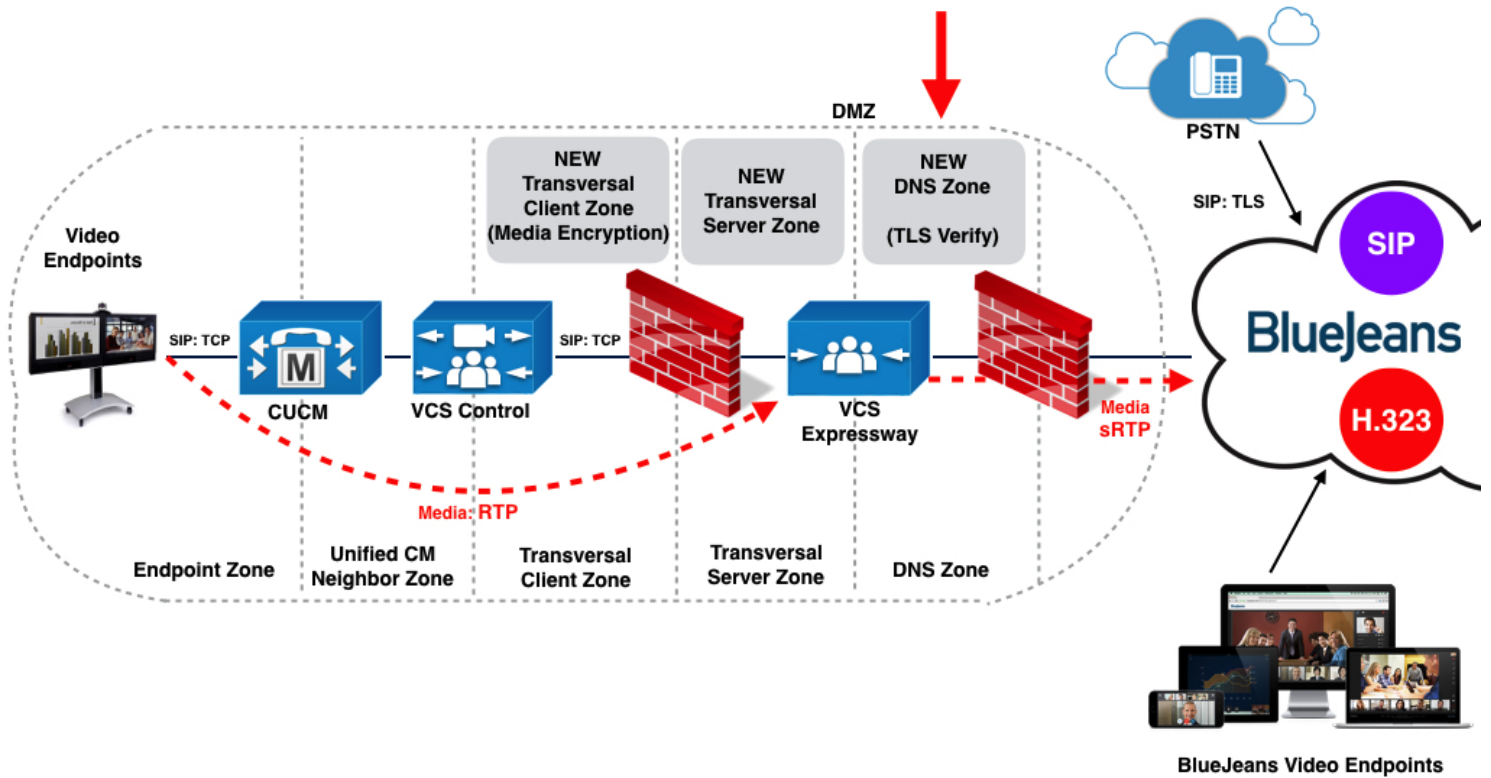 DMZ
PSTN
SIP: TLS
NEW
Transversal
Client Zone
(Media Encryption)
NEW
Transversal
Server Zone
NEW
DNS Zone
(TLS Verify)
Video
Endpoints
SIP: TCP
M
CUCM
VCS Control
SIP: TCP
VCS
Expressway
Media
sRTP
Media: RTP
SIP
BlueJeans
H.323
Endpoint Zone
Unified CM
Neighbor Zone
Transversal
Client Zone
Transversal
Server Zone
DNS Zone
BlueJeans Video Endpoints